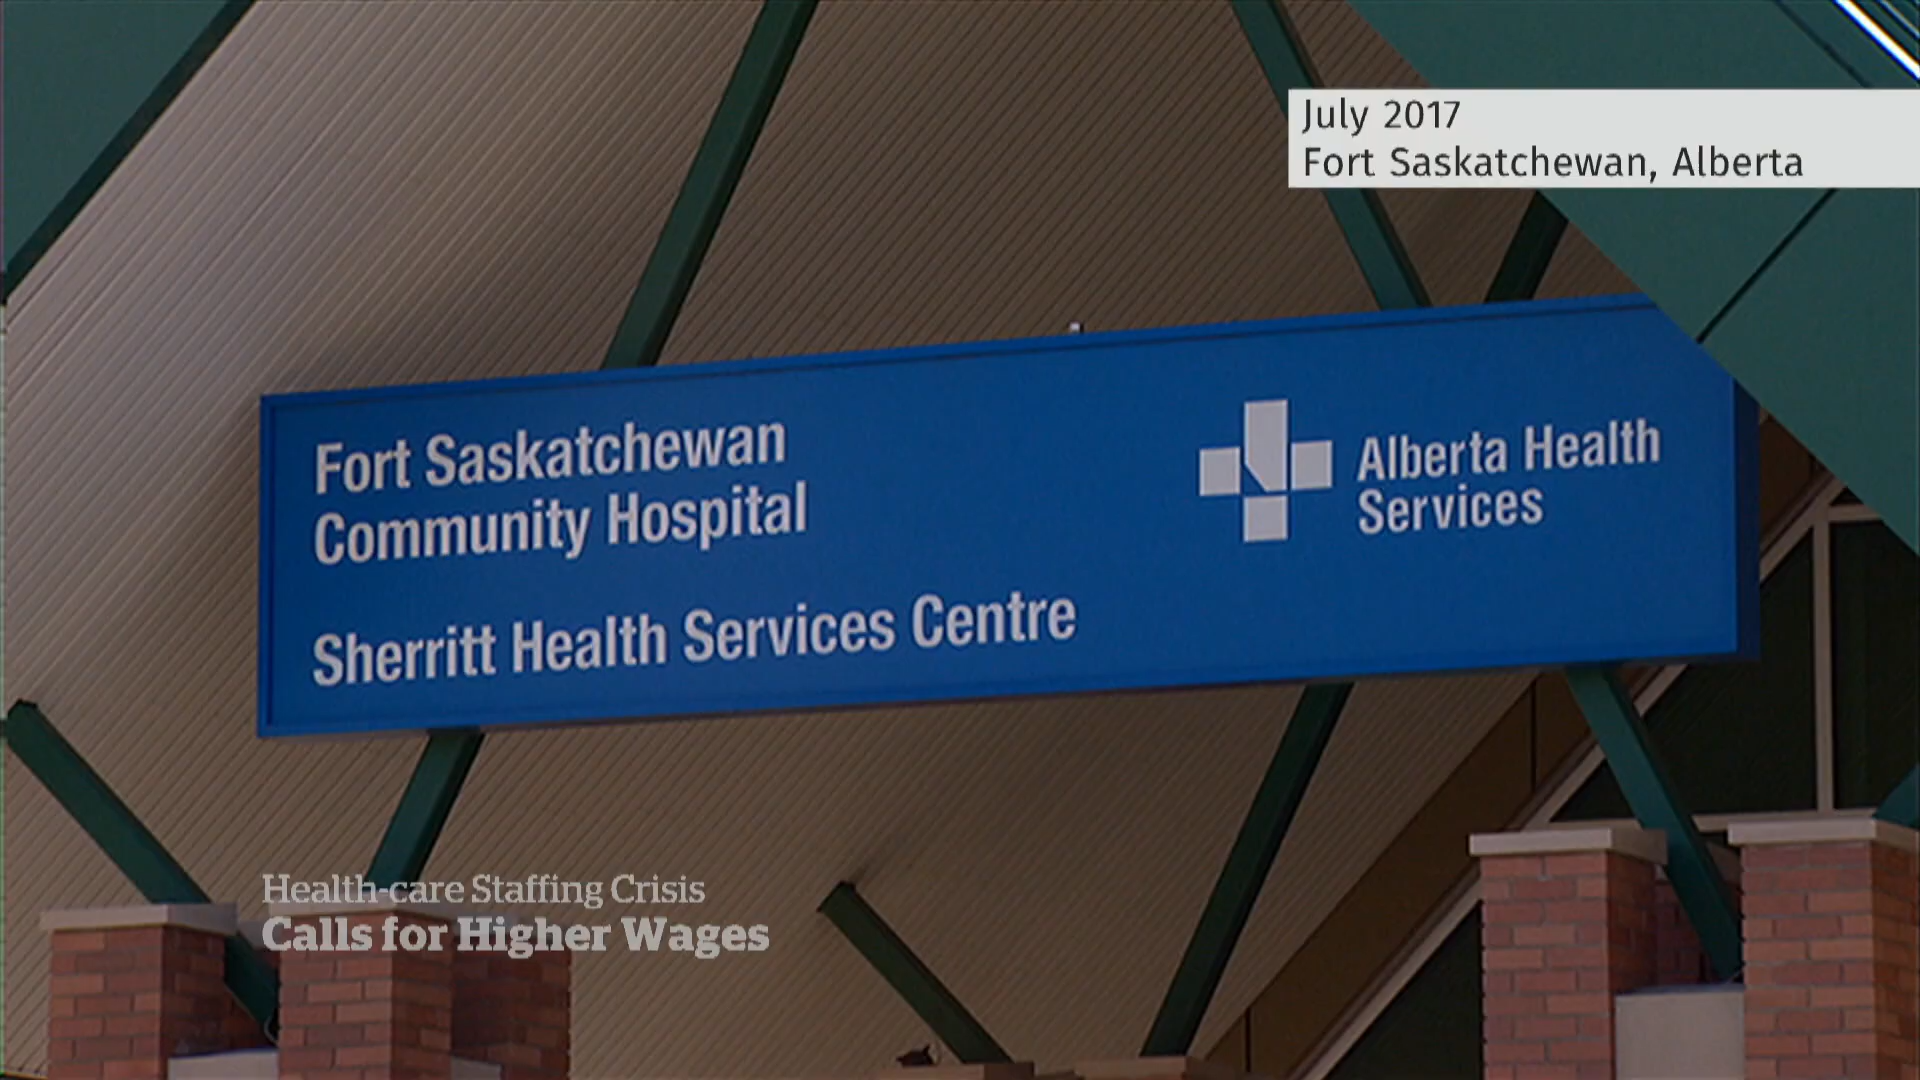 July 2017
Fort Saskatchewan, Alberta
Fort Saskatchewan
Community Hospital
Sherritt Health Services Centre
Alberta Health
Services
Health-care Staffing Crisis
Calls for Higher Wages